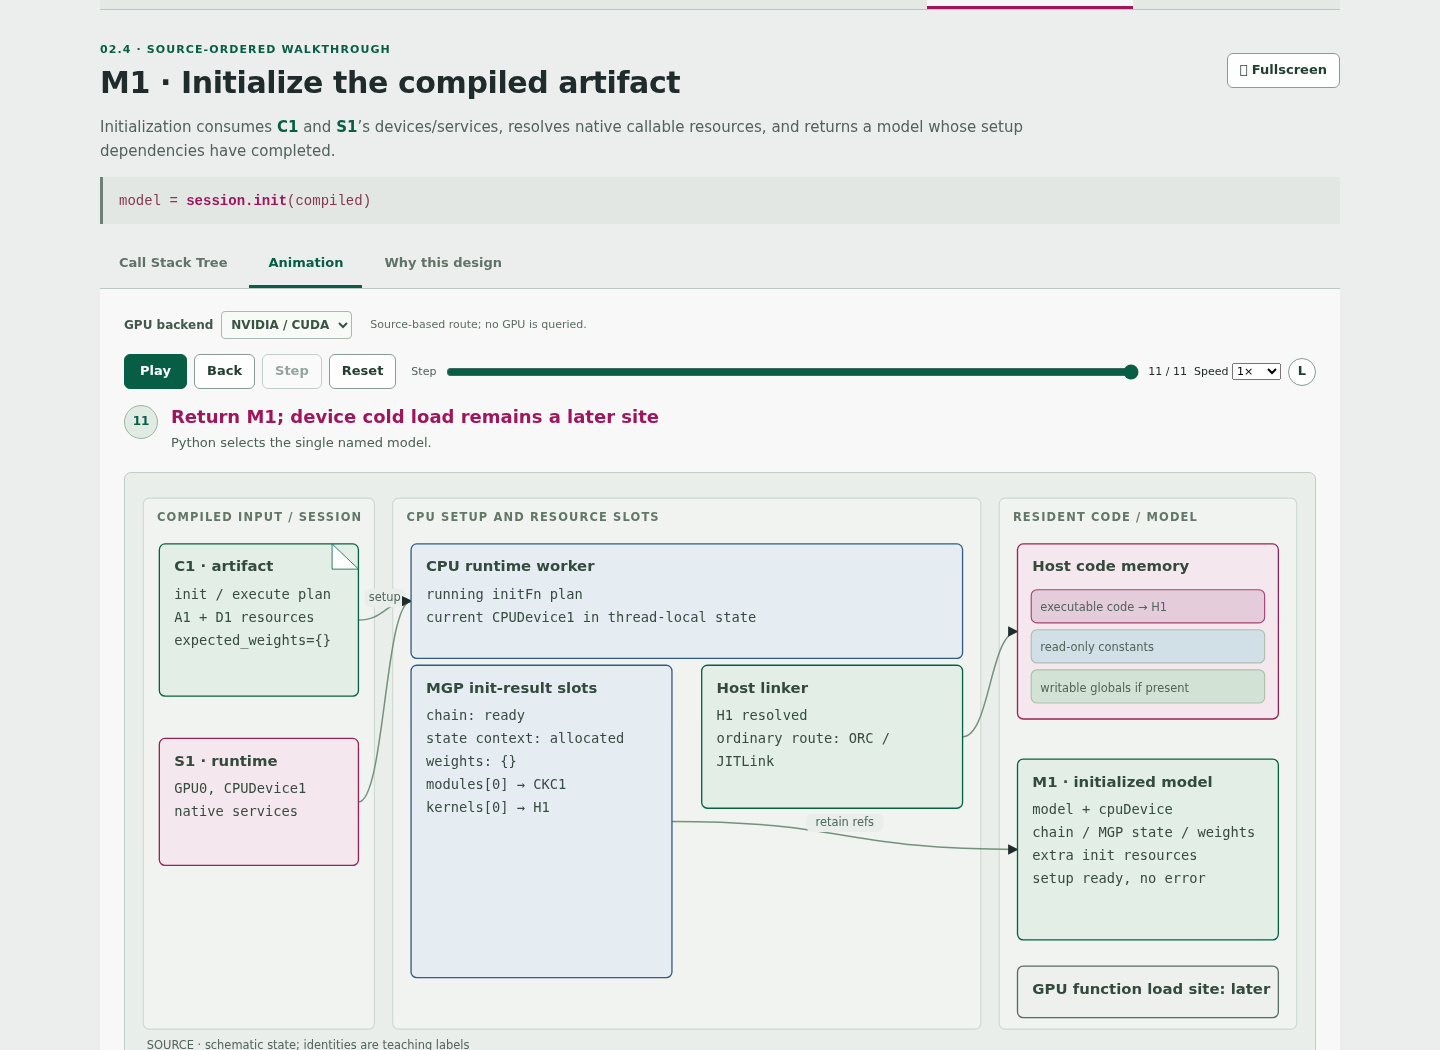 02.4 · SOURCE-ORDERED WALKTHROUGH
M1 · Initialize the compiled artifact
Fullscreen
Initialization consumes C1 and S1’s devices/services, resolves native callable resources, and returns a model whose setup
dependencies have completed.
model = session.init(compiled)
Call Stack Tree
Animation
Why this design
GPU backend
NVIDIA / CUDA
Source-based route; no GPU is queried.
Play
Back
Step
Reset
Step
11 / 11
Speed
1×
L
11
Return M1; device cold load remains a later site
Python selects the single named model.
COMPILED INPUT / SESSION
C1 · artifact
init / execute plan
A1 + D1 resources
expected_weights={}
S1 · runtime
GPU0, CPUDevice1
native services
setup
CPU SETUP AND RESOURCE SLOTS
CPU runtime worker
running initFn plan
current CPUDevice1 in thread-local state
MGP init-result slots
chain: ready
state context: allocated
weights: {}
modules[0] → CKC1
kernels[0] → H1
Host linker
H1 resolved
ordinary route: ORC /
JITLink
retain refs
RESIDENT CODE / MODEL
Host code memory
executable code → H1
read-only constants
writable globals if present
M1 · initialized model
model + cpuDevice
chain / MGP state / weights
extra init resources
setup ready, no error
GPU function load site: later
SOURCE · schematic state; identities are teaching labels